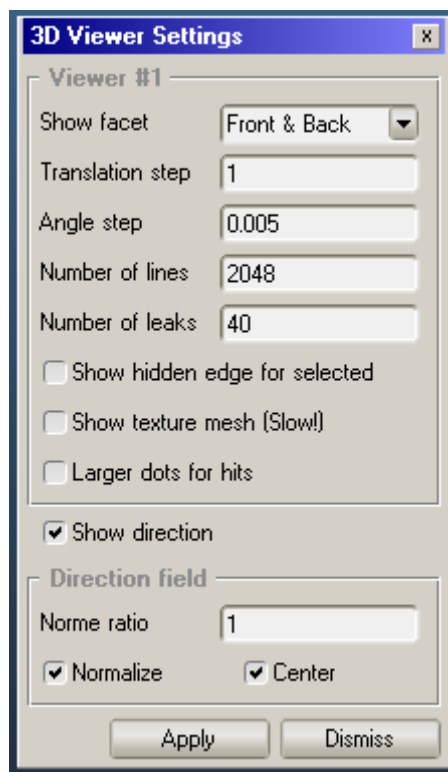 3D Viewer Settings x
Viewer #1
Show facet Front & Back
Translation step 1
Angle step 0.005
Number of lines 2048
Number of leaks 40
Show hidden edge for selected
Show texture mesh (Slow!)
Larger dots for hits
Show direction
Direction field
Norme ratio 1
Normalize Center
Apply Dismiss